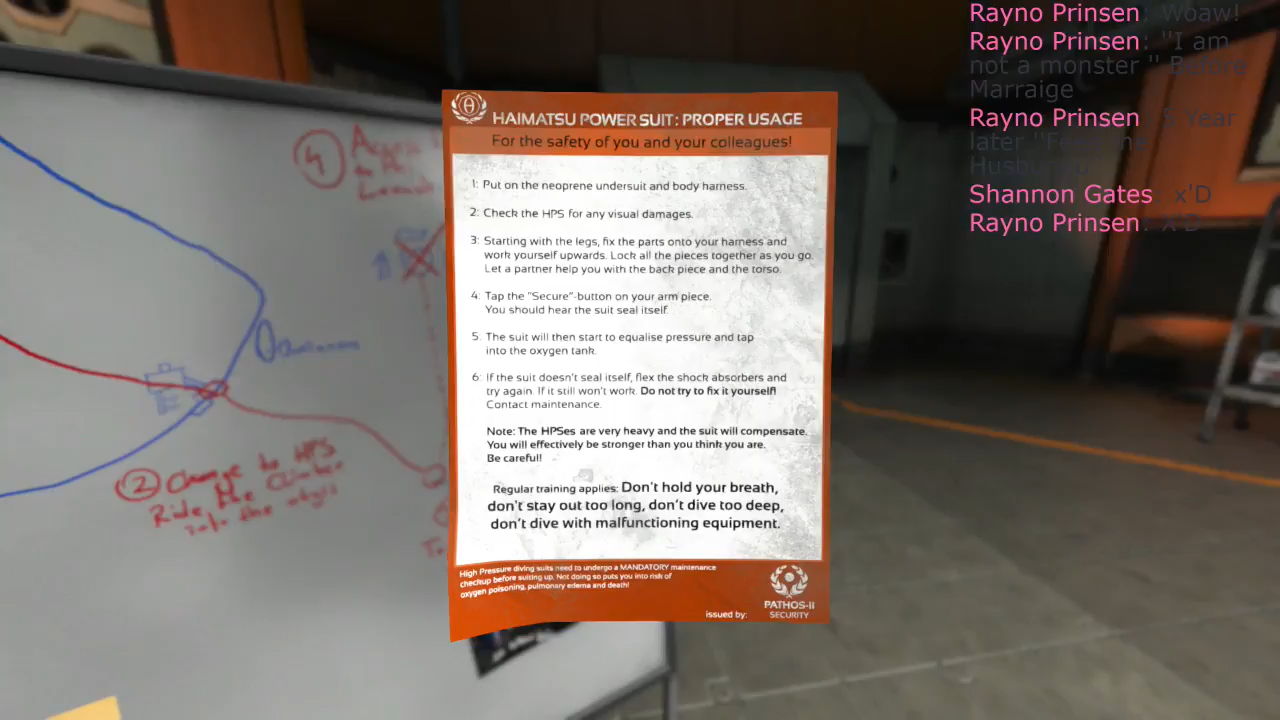 Rayno Prinsen: Woaw!
Rayno Prinsen: "I am
not a monster " Before
Marraige
Rayno Prinsen: 5 Year
later "Face me
Rayno Prinsen: x'D
Shannon Gates : x'D
HAIMATSU POWER SUIT: PROPER USAGE
For the safety of you and your colleagues!
1: Put on the neoprene undersuit and body harness.
2: Check the HPS for any visual damages.
3: Starting with the legs, fix the parts onto your harness and
work yourself upwards. Lock all the pieces together as you go.
Let a partner help you with the back piece and the torso.
4: Tap the "Secure"-button on your arm piece.
You should hear the suit seal itself.
5: The suit will then start to equalise pressure and tap
into the oxygen tank.
6: If the suit doesn't seal itself, flex the shock absorbers and
try again. If it still won't work. Do not try to fix it yourself!
Contact maintenance.
Note: The HPSes are very heavy and the suit will compensate.
You will effectively be stronger than you think you are.
Be careful!
Regular training applies: Don't hold your breath,
don't stay out too long, don't dive too deep,
don't dive with malfunctioning equipment.
High Pressure diving suits need to undergo a MANDATORY maintenance
checkup before suiting up. Not doing so puts you into risk of
oxygen poisoning, pulmonary edema and death!
issued by:
PATHOS-II
SECURITY
4
2 Change to HPS
Ride the Climber
into the abyss